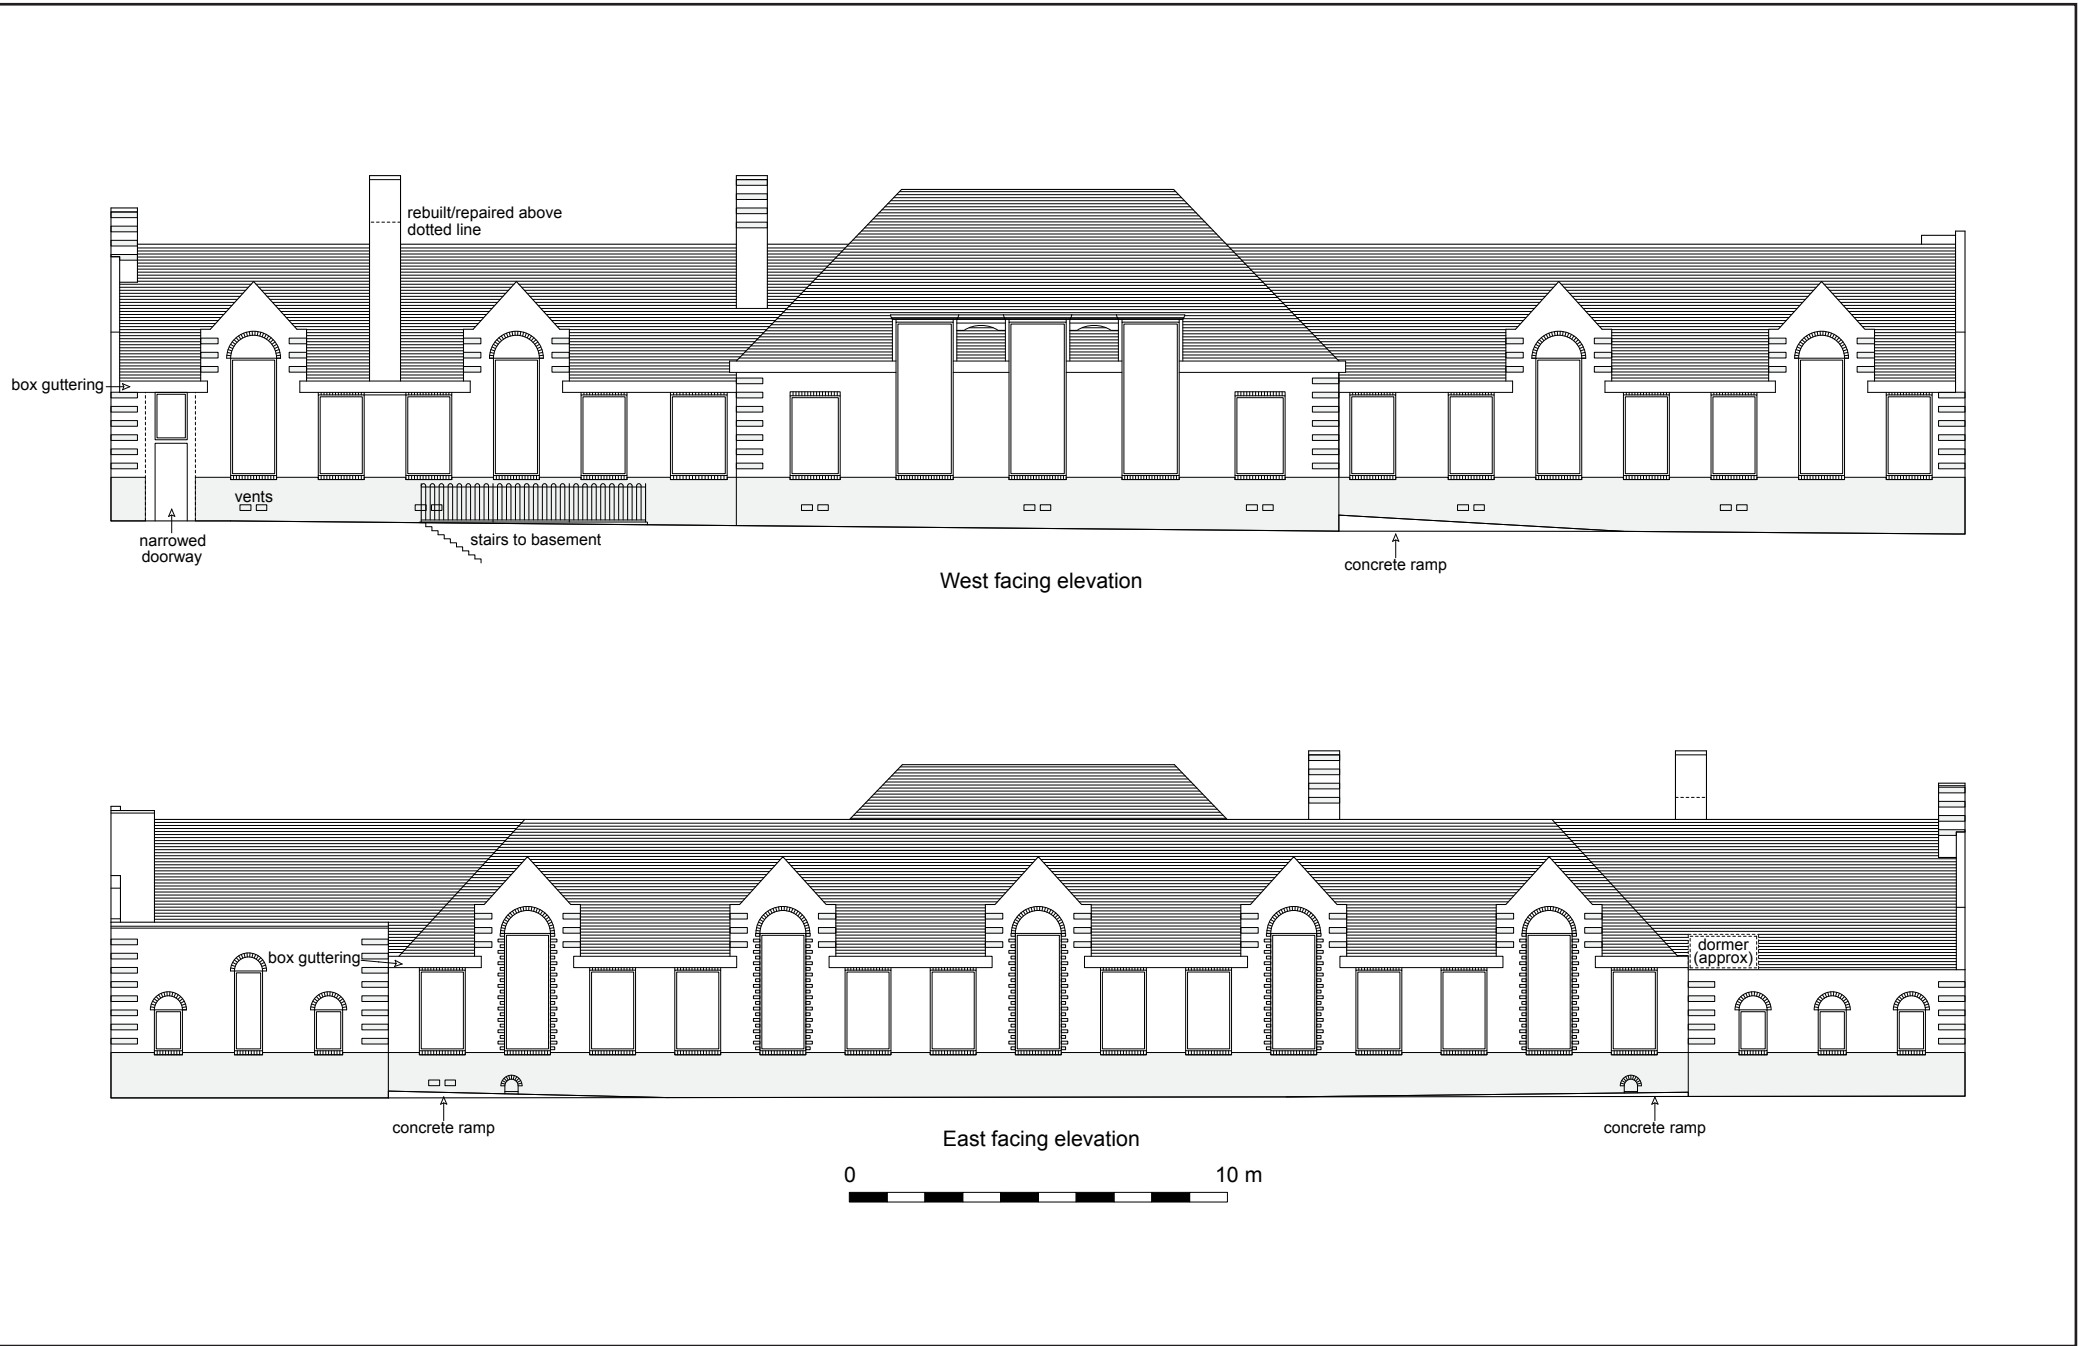 rebuilt/repaired above
dotted line
box guttering
vents
narrowed
doorway
stairs to basement
concrete ramp
West facing elevation
box guttering
dormer
(approx)
concrete ramp
concrete ramp
East facing elevation
0
10 m